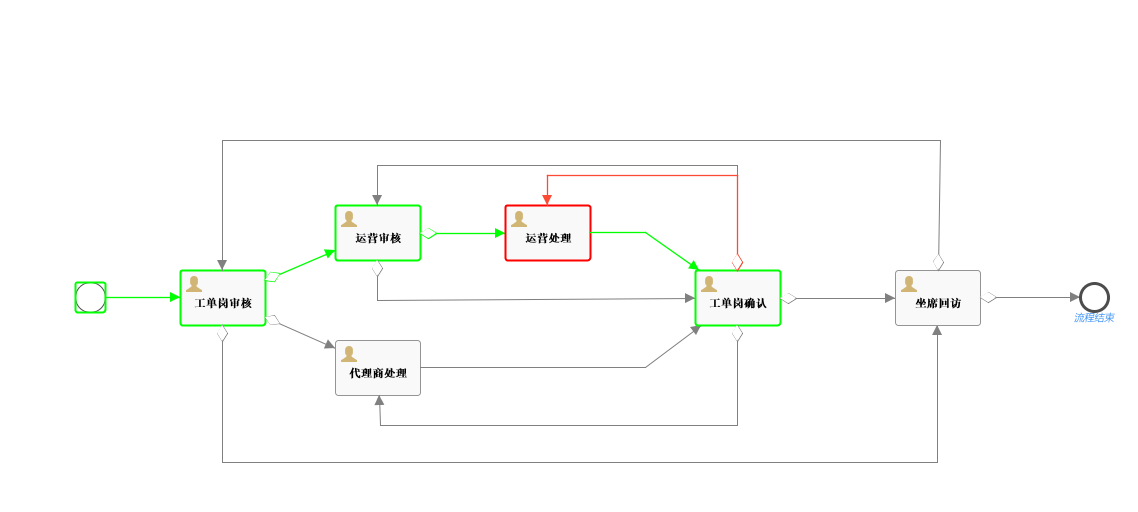 运营审核
运营处理
工单岗审核
工单岗确认
坐席回访
流程结束
代理商处理